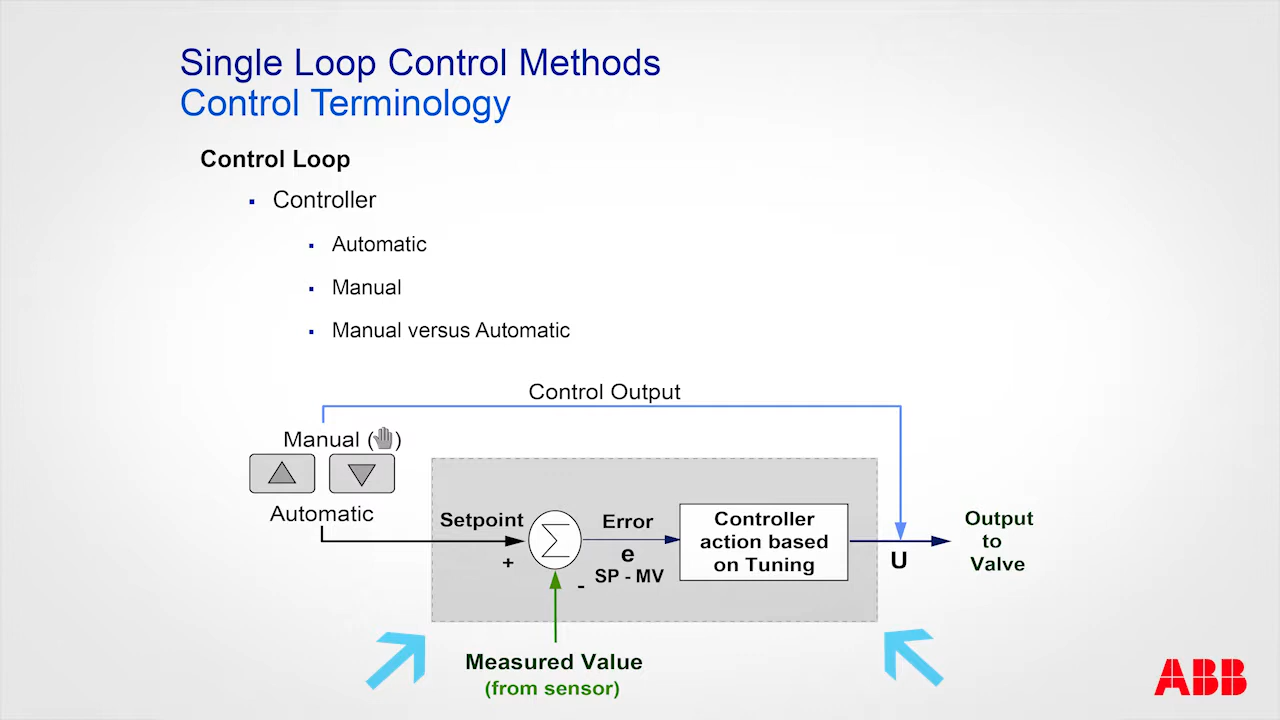 Single Loop Control Methods
Control Terminology
Control Loop
▪ Controller
▪ Automatic
▪ Manual
▪ Manual versus Automatic
Control Output
Manual ( )
Automatic
Setpoint
+
Σ
-
Error
e
SP - MV
Controller
action based
on Tuning
U
Output
to
Valve
Measured Value
(from sensor)
ABB